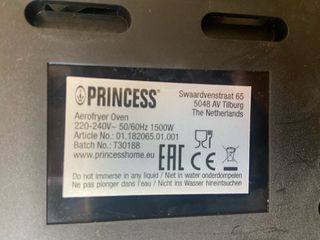 PRINCESS®
Swaardvenstraat 65
5048 AV Tilburg
The Netherlands
Aerofryer Oven
220-240V~ 50/60Hz 1500W
Article No.: 01.182065.01.001
Batch No.: T30188
www.princesshome.eu
EAC CE
Do not immerse in any liquid / Niet in water onderdompelen
Ne pas plonger dans l'eau / Nicht ins Wasser hineintauchen